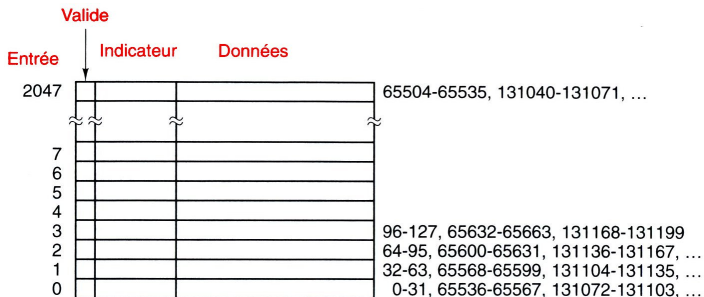 Valide
Entrée Indicateur Données
2047 65504-65535, 131040-131071, ...
7
6
5
4
3 96-127, 65632-65663, 131168-131199
2 64-95, 65600-65631, 131136-131167, ...
1 32-63, 65568-65599, 131104-131135, ...
0 0-31, 65536-65567, 131072-131103, ...